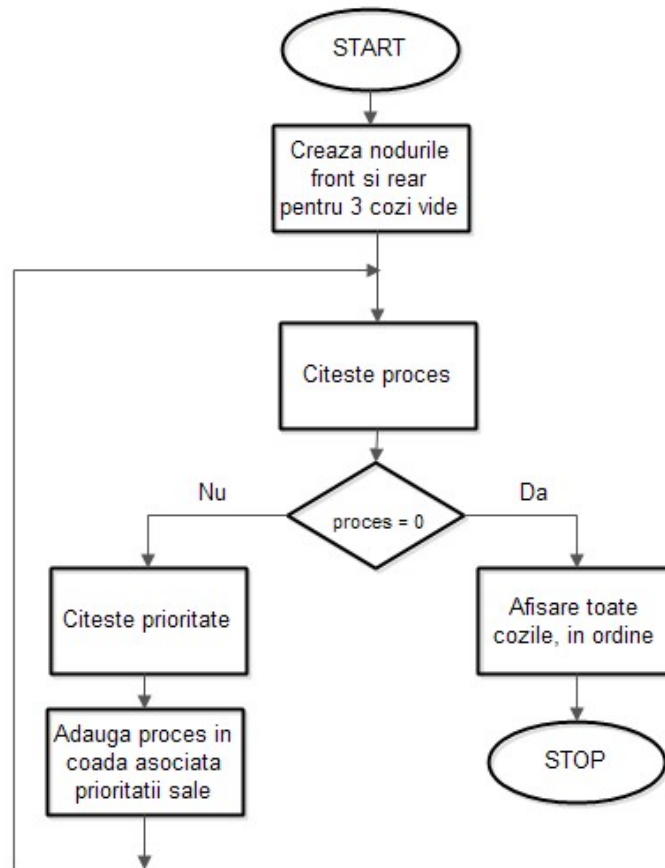 START
Creaza nodurile
front si rear
pentru 3 cozi vide
Citeste proces
Nu
Da
proces = 0
Citeste prioritate
Afisare toate
cozile, in ordine
Adauga proces in
coada asociata
prioritatii sale
STOP